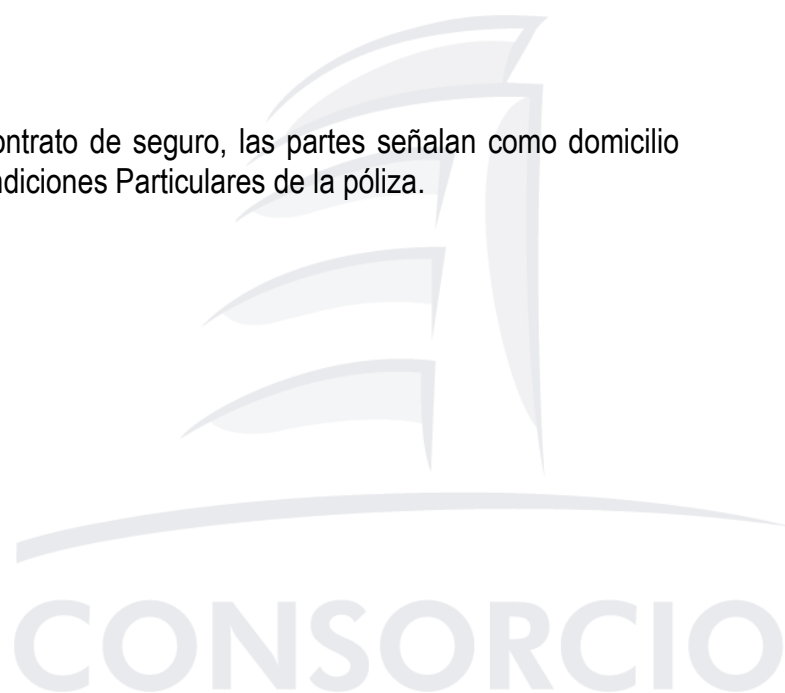 ontrato de seguro, las partes señalan como domicilio
ndiciones Particulares de la póliza.
CONSORCIO